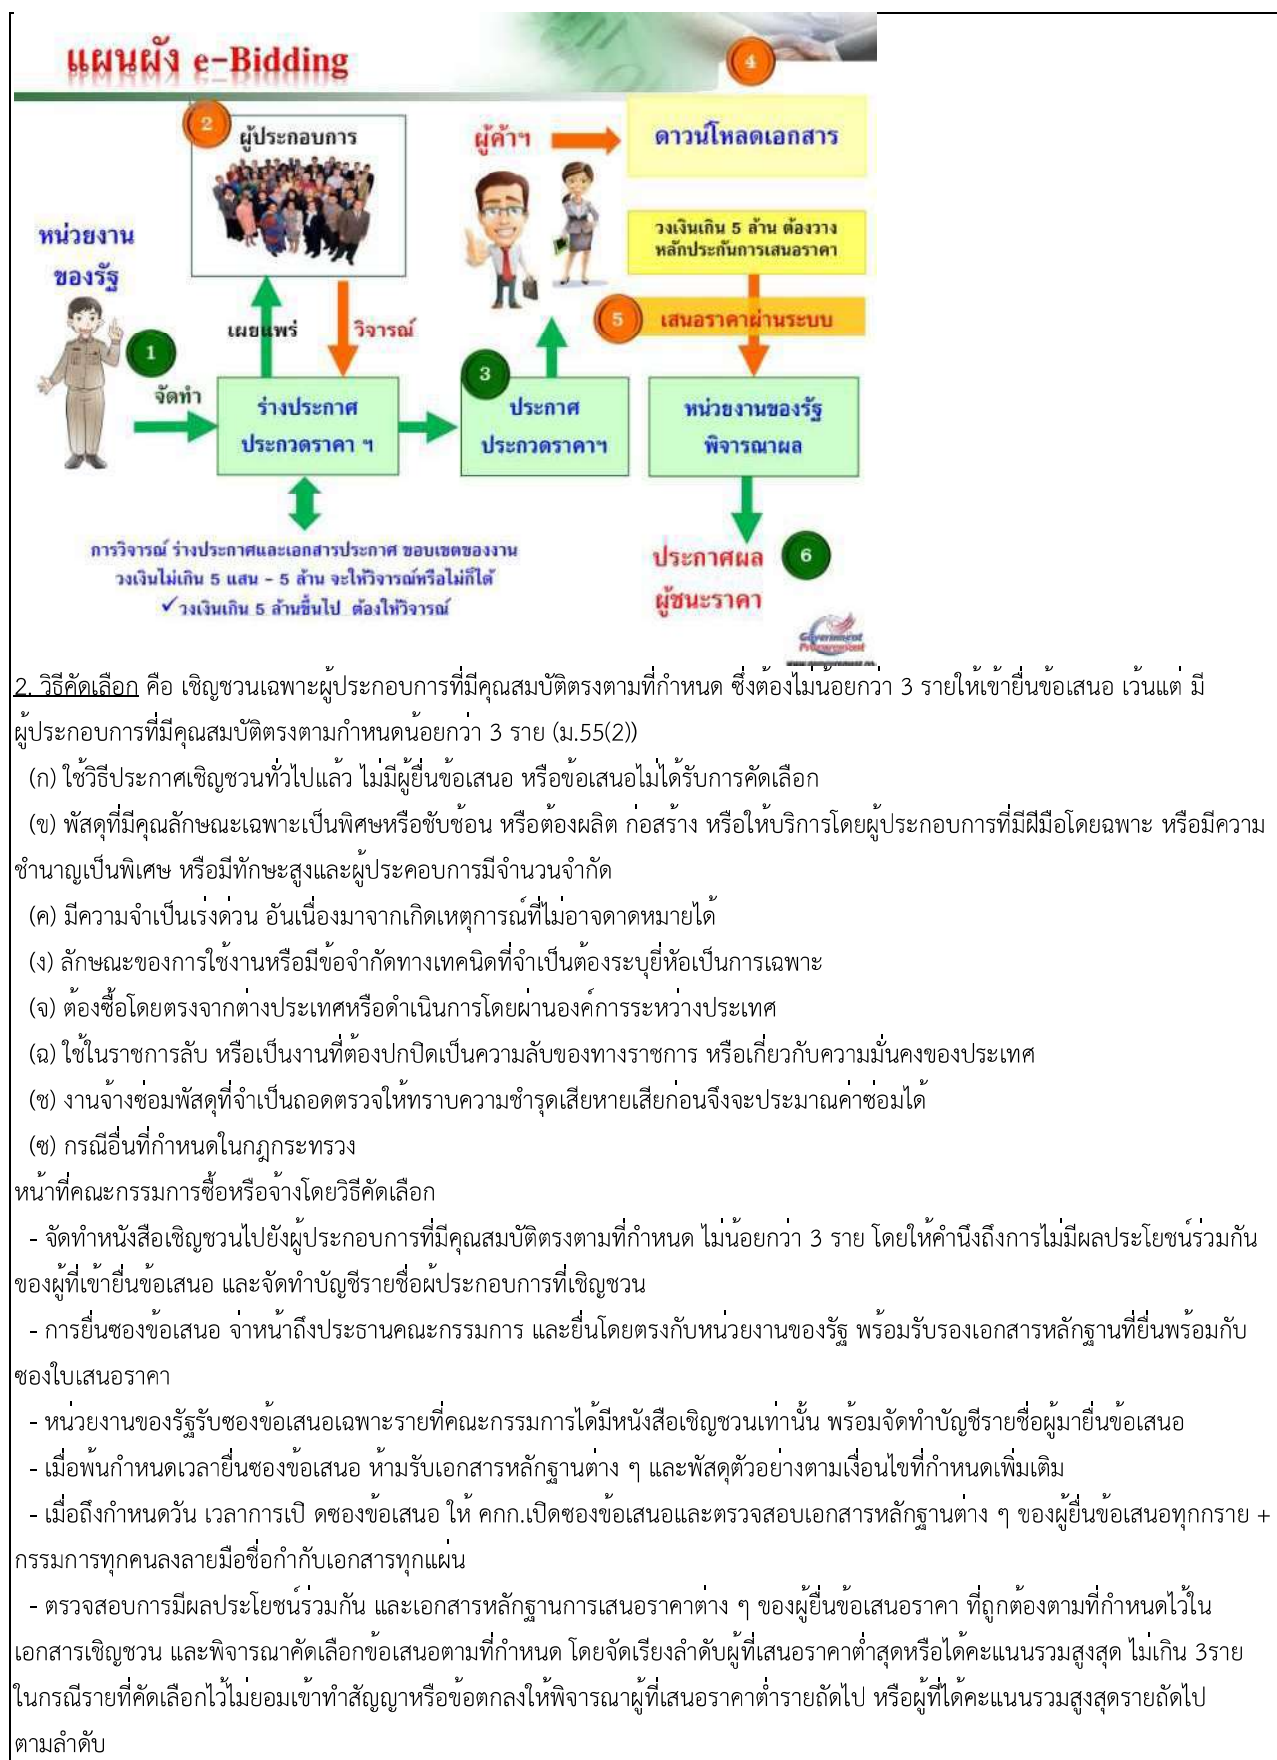 แผนผัง e-Bidding
4
2
ผู้ประกอบการ
ผู้ค้าฯ
ดาวน์โหลดเอกสาร
หน่วยงาน
ของรัฐ
วงเงินเกิน 5 ล้าน ต้องวาง
หลักประกันการเสนอราคา
1
เผยแพร่
วิจารณ์
5
เสนอราคาผ่านระบบ
จัดทำ
3
ร่างประกาศ
ประกวดราคา ฯ
ประกาศ
ประกวดราคาฯ
หน่วยงานของรัฐ
พิจารณาผล
การวิจารณ์ ร่างประกาศและเอกสารประกาศ ขอบเขตของงาน
วงเงินไม่เกิน 5 แสน - 5 ล้าน จะให้วิจารณ์หรือไม่ก็ได้
✓วงเงินเกิน 5 ล้านขึ้นไป ต้องให้วิจารณ์
ประกาศผล
ผู้ชนะราคา
6
Government
Procurement
2. วิธีคัดเลือก คือ เชิญชวนเฉพาะผู้ประกอบการที่มีคุณสมบัติตรงตามที่กำหนด ซึ่งต้องไม่น้อยกว่า 3 รายให้เข้ายื่นข้อเสนอ เว้นแต่ มี
ผู้ประกอบการที่มีคุณสมบัติตรงตามกำหนดน้อยกว่า 3 ราย (ม.55(2))
(ก) ใช้วิธีประกาศเชิญชวนทั่วไปแล้ว ไม่มีผู้ยื่นข้อเสนอ หรือข้อเสนอไม่ได้รับการคัดเลือก
(ข) พัสดุที่มีคุณลักษณะเฉพาะเป็นพิศษหรือซับช้อน หรือต้องผลิต ก่อสร้าง หรือให้บริการโดยผู้ประกอบการที่มีฝีมือโดยฉพาะ หรือมีความ
ชำนาญเป็นพิเศษ หรือมีทักษะสูงและผู้ประคอบการมีจำนวนจำกัด
(ค) มีความจำเป็นเร่งด่วน อันเนื่องมาจากเกิดเหตุการณ์ที่ไม่อาจดาดหมายได้
(ง) ลักษณะของการใช้งานหรือมีข้อจำกัดทางเทคนิดที่จำเป็นต้องระบุยี่ห้อเป็นการเฉพาะ
(จ) ต้องซื้อโดยตรงจากต่างประเทศหรือดำเนินการโดยผ่านองค์การระหว่างประเทศ
(ฉ) ใช้ในราชการลับ หรือเป็นงานที่ต้องปกปิดเป็นความลับของทางราชการ หรือเกี่ยวกับความมั่นคงของประเทศ
(ช) งานจ้างซ่อมพัสดุที่จำเป็นถอดตรวจให้ทราบความชำรุดเสียหายเสียก่อนจึงจะประมาณค่าซ่อมได้
(ซ) กรณีอื่นที่กำหนดในกฎกระทรวง
หน้าที่คณะกรรมการซื้อหรือจ้างโดยวิธีคัดเลือก
- จัดทำหนังสือเชิญชวนไปยังผู้ประกอบการที่มีคุณสมบัติตรงตามที่กำหนด ไม่น้อยกว่า 3 ราย โดยให้คำนึงถึงการไม่มีผลประโยชน์ร่วมกัน
ของผู้ที่เข้ายื่นข้อเสนอ และจัดทำบัญชีรายชื่อผ้ประกอบการที่เชิญชวน
- การยื่นซองข้อเสนอ จ่าหน้าถึงประธานคณะกรรมการ และยื่นโดยตรงกับหน่วยงานของรัฐ พร้อมรับรองเอกสารหลักฐานที่ยื่นพร้อมกับ
ซองใบเสนอราคา
- หน่วยงานของรัฐรับซองข้อเสนอเฉพาะรายที่คณะกรรมการได้มีหนังสือเชิญชวนเท่านั้น พร้อมจัดทำบัญชีรายชื่อผู้มายื่นข้อเสนอ
- เมื่อพ้นกำหนดเวลายื่นซองข้อเสนอ ห้ามรับเอกสารหลักฐานต่าง ๆ และพัสดุตัวอย่างตามเงื่อนไขที่กำหนดเพิ่มเติม
- เมื่อถึงกำหนดวัน เวลาการเปิ ดซองข้อเสนอ ให้ คกก.เปิดซองข้อเสนอและตรวจสอบเอกสารหลักฐานต่าง ๆ ของผู้ยื่นข้อเสนอทุกกราย +
กรรมการทุกคนลงลายมือชื่อกำกับเอกสารทุกแผ่น
- ตรวจสอบการมีผลประโยชน์ร่วมกัน และเอกสารหลักฐานการเสนอราคาต่าง ๆ ของผู้ยื่นข้อเสนอราคา ที่ถูกต้องตามที่กำหนดไว้ใน
เอกสารเชิญชวน และพิจารณาคัดเลือกข้อเสนอตามที่กำหนด โดยจัดเรียงลำดับผู้ที่เสนอราคาต่ำสุดหรือได้คะแนนรวมสูงสุด ไม่เกิน 3ราย
ในกรณีรายที่คัดเลือกไว้ไม่ยอมเข้าทำสัญญาหรือข้อตกลงให้พิจารณาผู้ที่เสนอราคาต่ำรายถัดไป หรือผู้ที่ได้คะแนนรวมสูงสุดรายถัดไป
ตามลำดับ